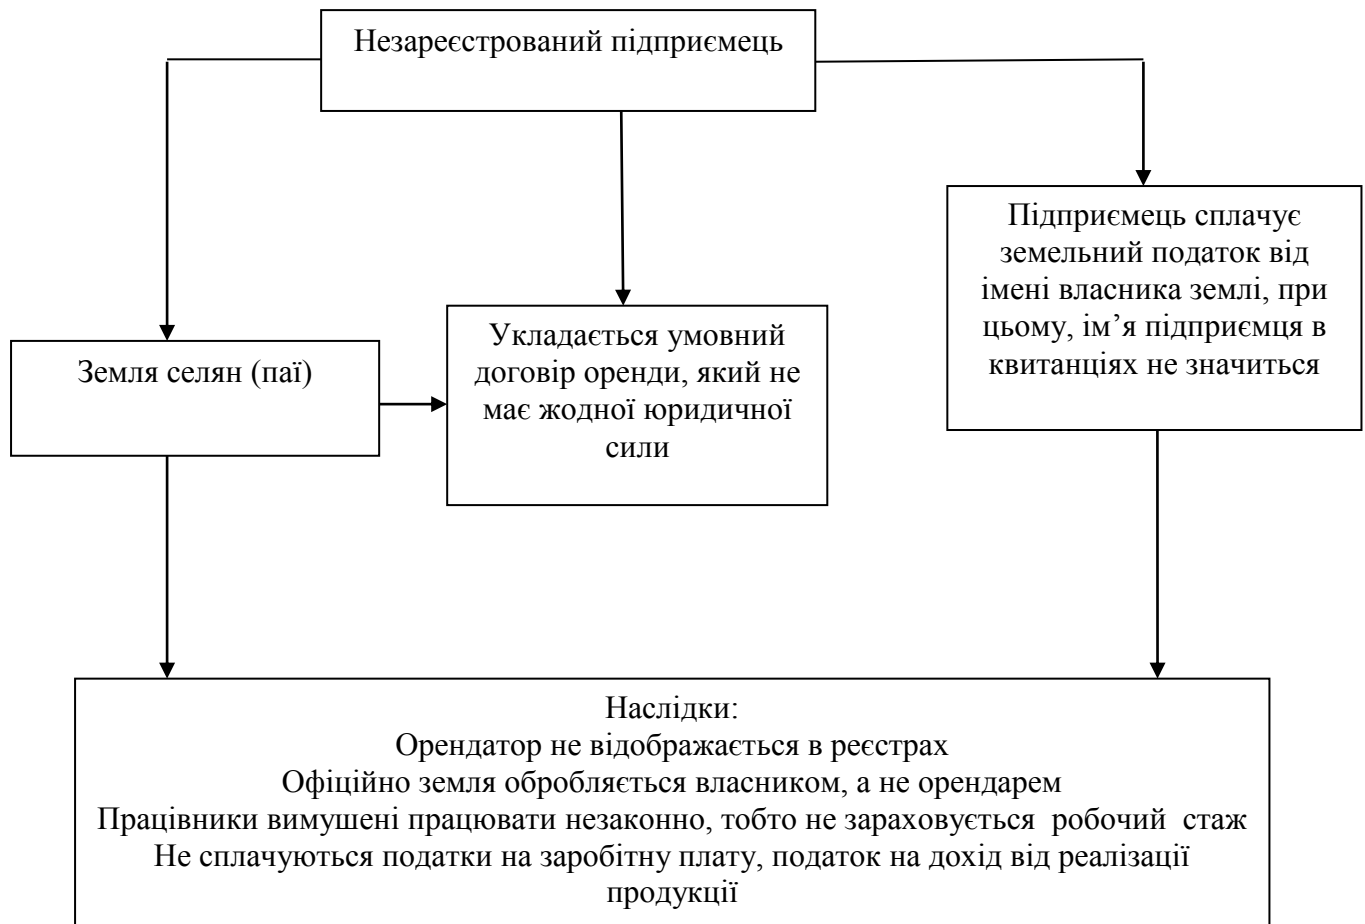 Незареєстрований підприємець
Підприємець сплачує
земельний податок від
імені власника землі, при
цьому, ім’я підприємця в
квитанціях не значиться
Земля селян (паї)
Укладається умовний
договір оренди, який не
має жодної юридичної
сили
Наслідки:
Орендатор не відображається в реєстрах
Офіційно земля обробляється власником, а не орендарем
Працівники вимушені працювати незаконно, тобто не зараховується робочий стаж
Не сплачуються податки на заробітну плату, податок на дохід від реалізації
продукції